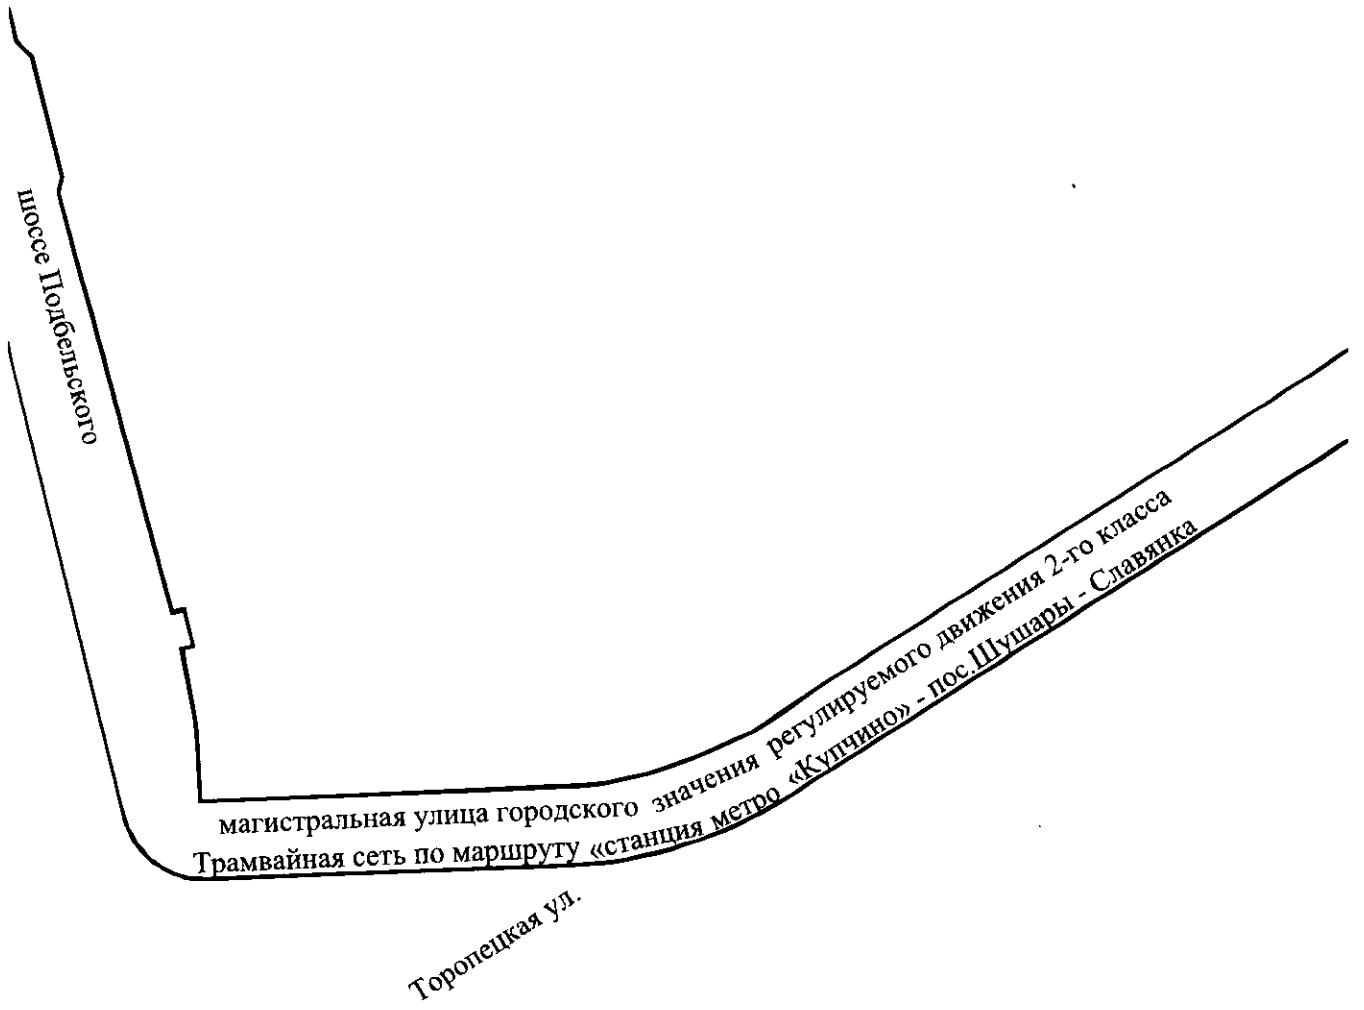 шоссе Подбельского
магистральная улица городского значения регулируемого движения 2-го класса
Трамвайная сеть по маршруту «станция метро «Купчино» - пос.Шушары - Славянка
Торопецкая ул.